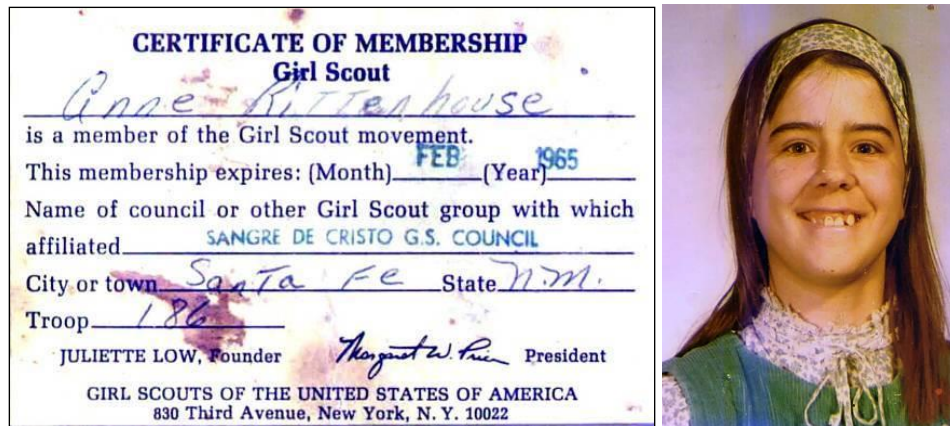 CERTIFICATE OF MEMBERSHIP
Girl Scout
Anne Rittenhouse
is a member of the Girl Scout movement.
This membership expires: (Month) FEB (Year) 1965
Name of council or other Girl Scout group with which
affiliated SANGRE DE CRISTO G.S. COUNCIL
City or town Santa Fe State N.M.
Troop 186
JULIETTE LOW, Founder Margaret W. Price President
GIRL SCOUTS OF THE UNITED STATES OF AMERICA
830 Third Avenue, New York, N. Y. 10022